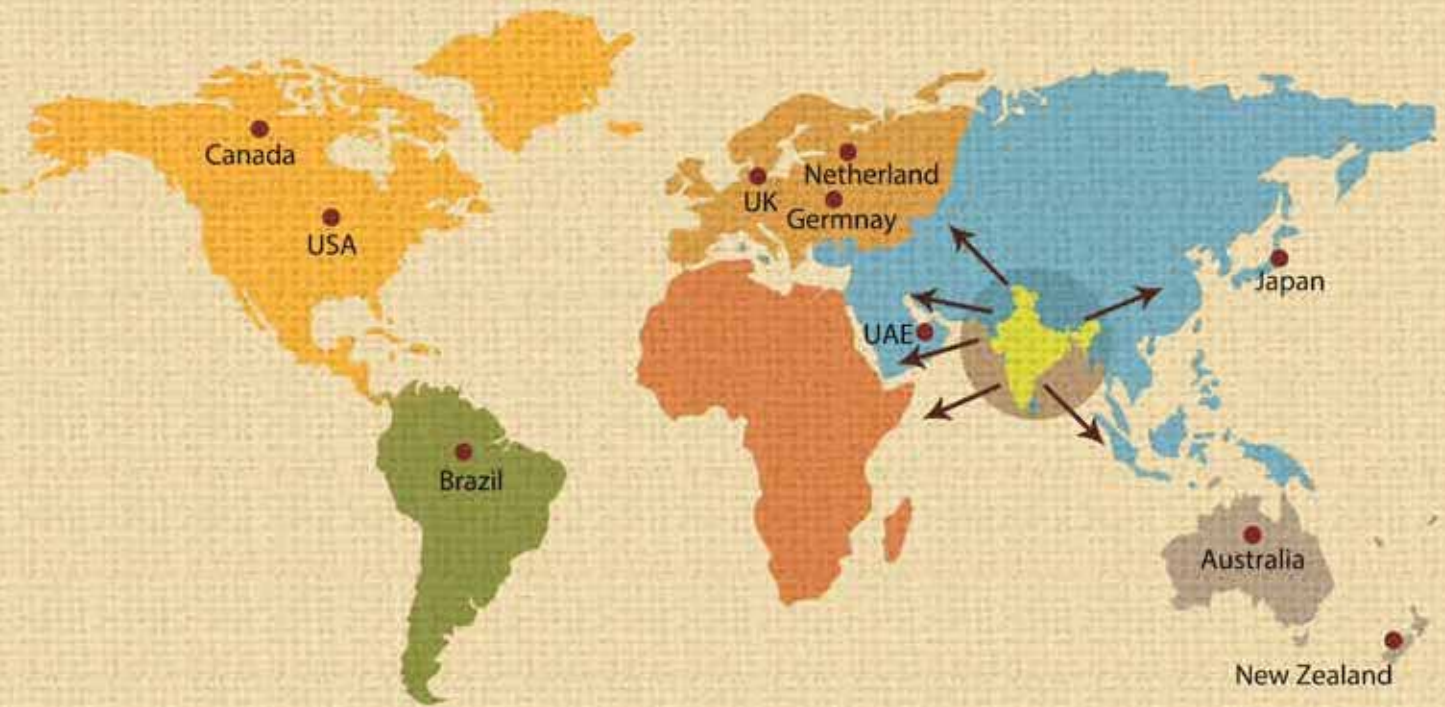 Canada
Netherland
UK
Germnay
USA
Japan
UAE
Brazil
Australia
New Zealand